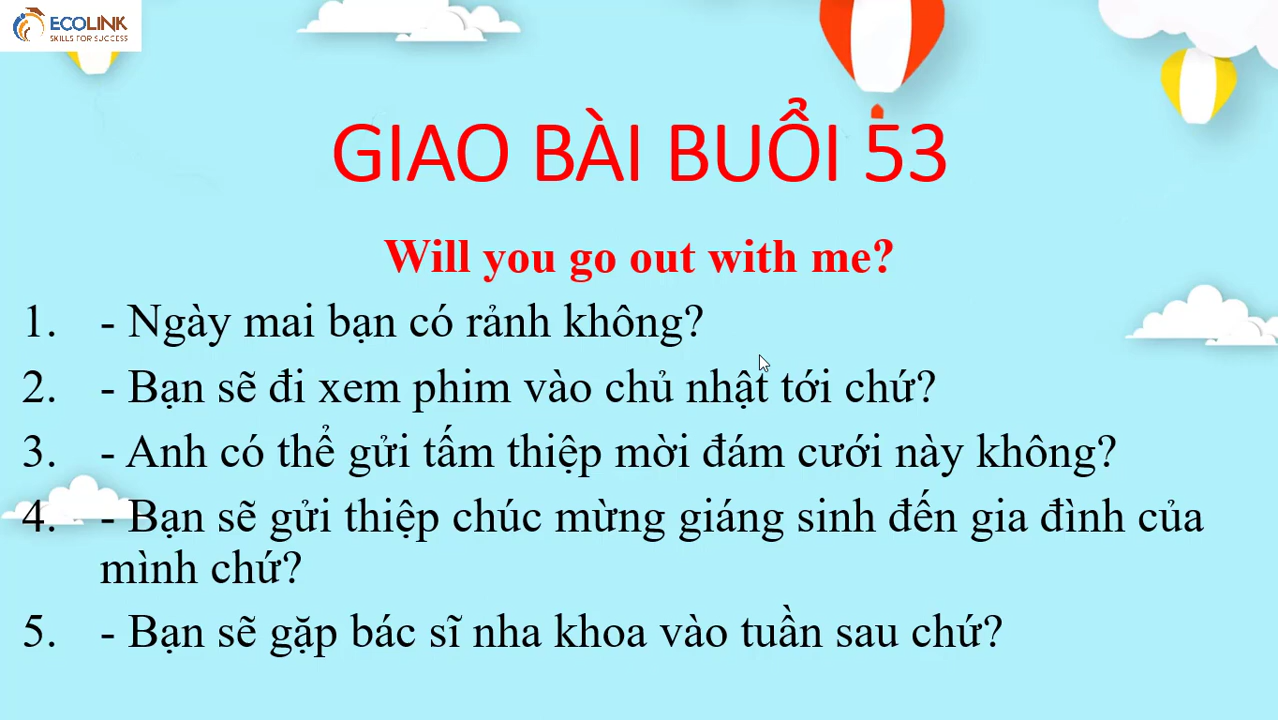 ECOLINK
SKILLS FOR SUCCESS
GIAO BÀI BUỔI 53
Will you go out with me?
1. - Ngày mai bạn có rảnh không?
2. - Bạn sẽ đi xem phim vào chủ nhật tới chứ?
3. - Anh có thể gửi tấm thiệp mời đám cưới này không?
4. - Bạn sẽ gửi thiệp chúc mừng giáng sinh đến gia đình của
mình chứ?
5. - Bạn sẽ gặp bác sĩ nha khoa vào tuần sau chứ?